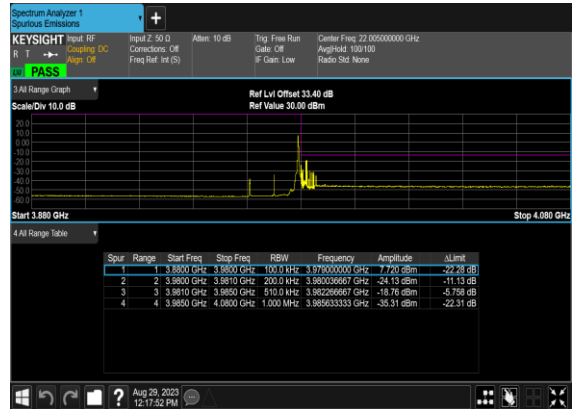 Spectrum Analyzer 1
Spurious Emissions
+
KEYSIGHT Input: RF Input Z: 50 Ω Atten: 10 dB Trig: Free Run Center Freq: 22.005000000 GHz
R T Coupling: DC Corrections: Off Gate: Off Avg|Hold: 100/100
Align: Off Freq Ref: Int (S) IF Gain: Low Radio Std: None
PASS
3 All Range Graph
Ref Lvl Offset 33.40 dB
Scale/Div 10.0 dB Ref Value 30.00 dBm
20.0
10.0
0.00
-10.0
-20.0
-30.0
-40.0
-50.0
-60.0
Start 3.880 GHz Stop 4.080 GHz
4 All Range Table
Spur Range Start Freq Stop Freq RBW Frequency Amplitude ΔLimit
1 1 3.8800 GHz 3.9800 GHz 100.0 kHz 3.979000000 GHz 7.720 dBm -22.28 dB
2 2 3.9800 GHz 3.9810 GHz 200.0 kHz 3.980036667 GHz -24.13 dBm -11.13 dB
3 3 3.9810 GHz 3.9850 GHz 510.0 kHz 3.982266667 GHz -18.76 dBm -5.758 dB
4 4 3.9850 GHz 4.0800 GHz 1.000 MHz 3.985633333 GHz -35.31 dBm -22.31 dB
? Aug 29, 2023
12:17:52 PM